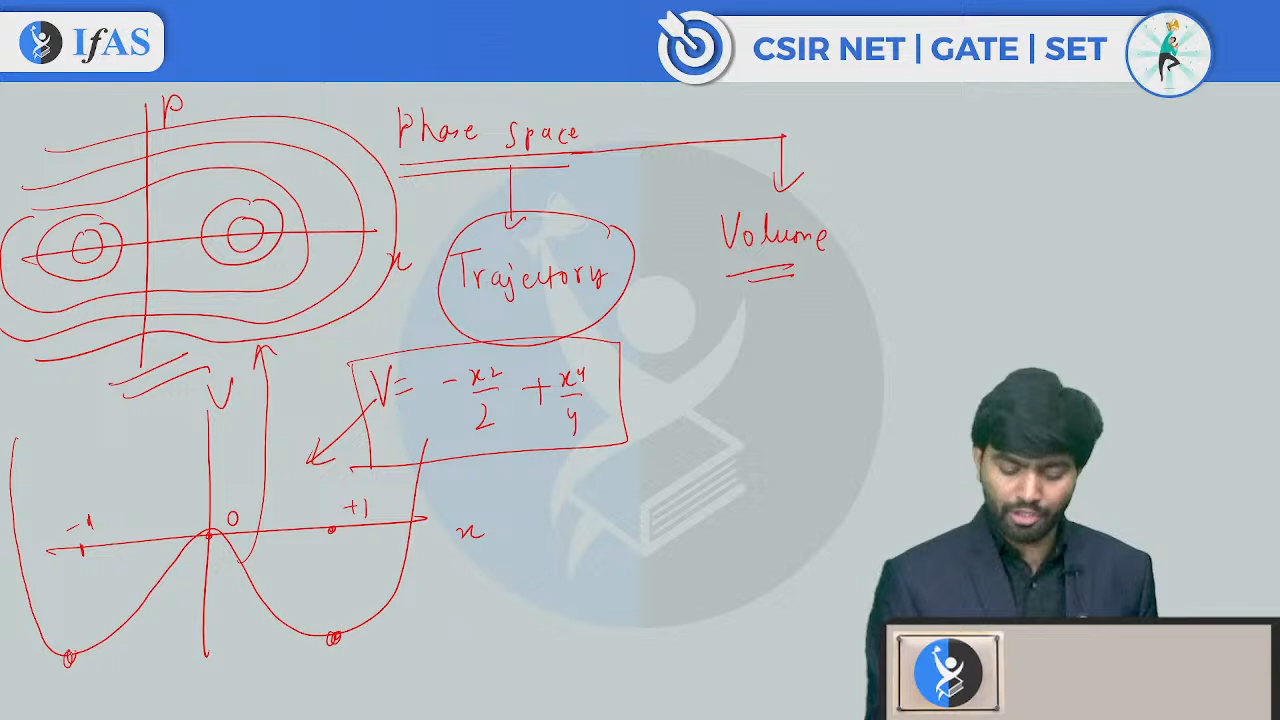 IfAS
CSIR NET | GATE | SET
P
Phase space
Volume
x
Trajectory
V
V= -x²/2 + x⁴/4
-1
0
+1
x